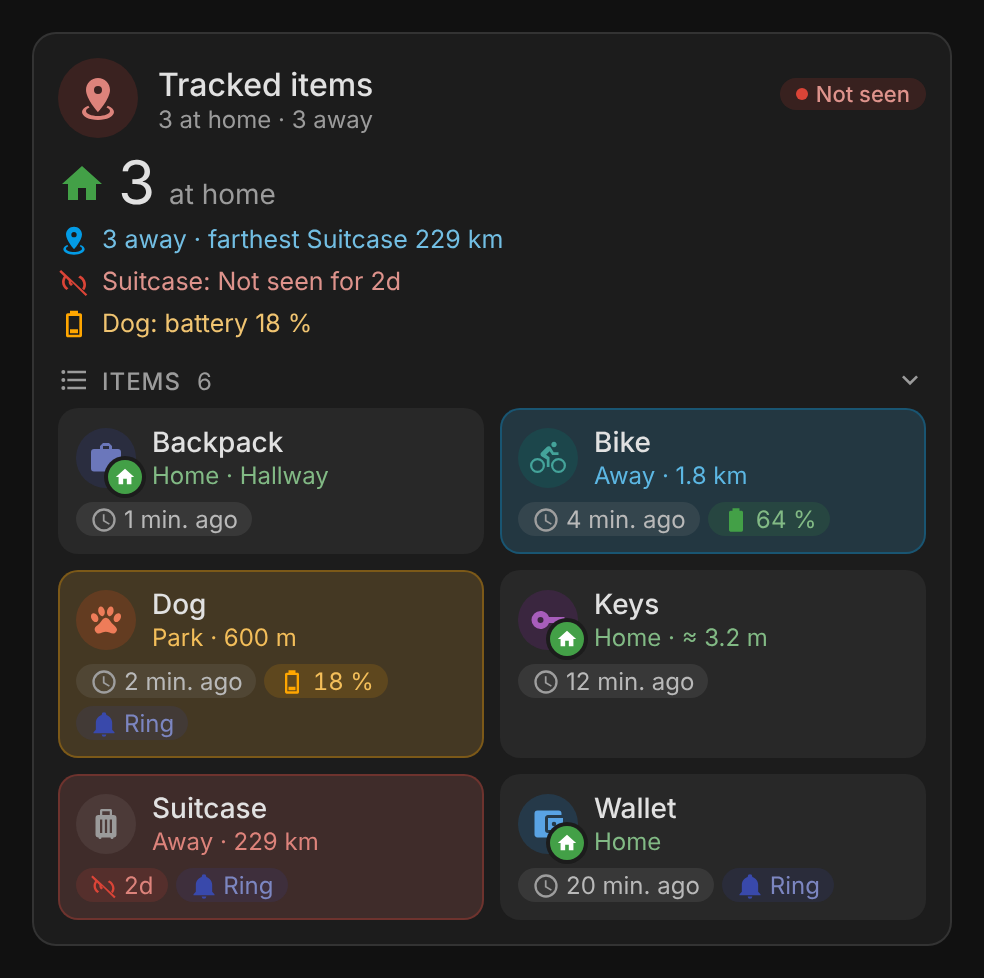 Tracked items
3 at home · 3 away
Not seen
3 at home
3 away · farthest Suitcase 229 km
Suitcase: Not seen for 2d
Dog: battery 18 %
ITEMS 6
Backpack
Home · Hallway
1 min. ago
Bike
Away · 1.8 km
4 min. ago 64 %
Dog
Park · 600 m
2 min. ago 18 %
Ring
Keys
Home · ≈ 3.2 m
12 min. ago
Suitcase
Away · 229 km
2d Ring
Wallet
Home
20 min. ago Ring